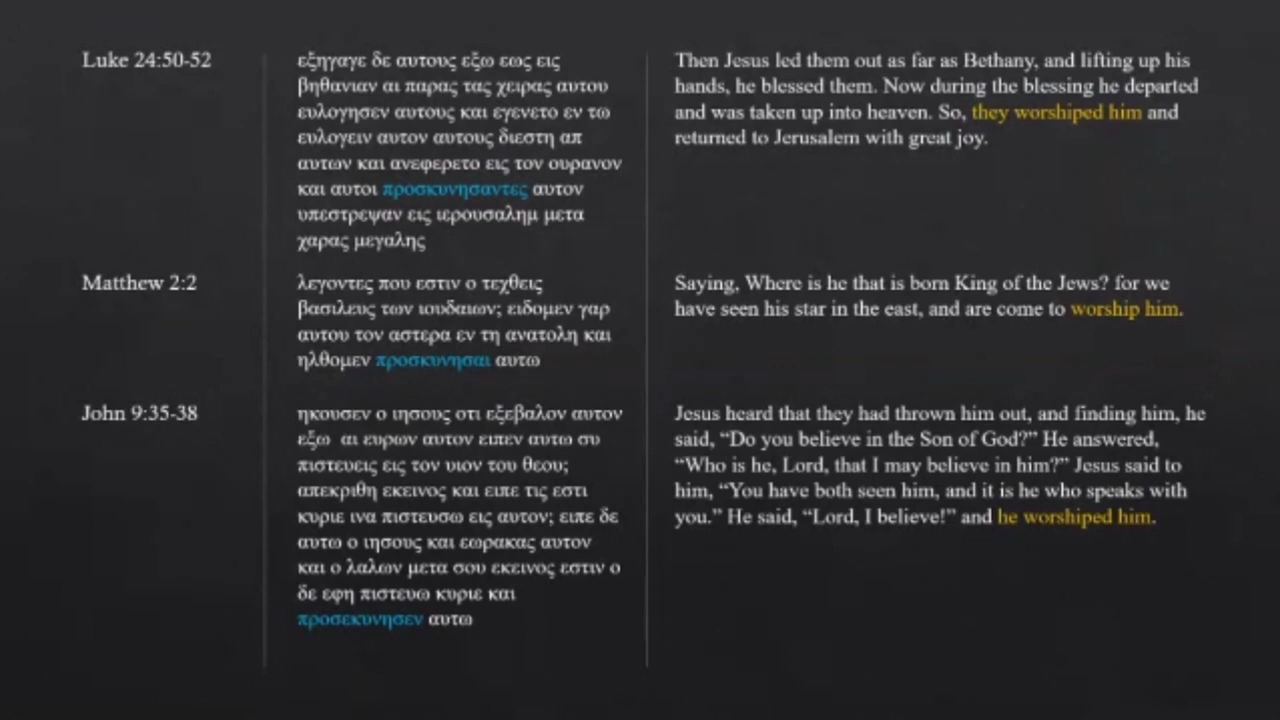 Luke 24:50-52
εξηγαγε δε αυτους εξω εως εις
βηθανιαν αι παρας τας χειρας αυτου
ευλογησεν αυτους και εγενετο εν τω
ευλογειν αυτον αυτους διεστη απ
αυτων και ανεφερετο εις τον ουρανον
και αυτοι προσκυνησαντες αυτον
υπεστρεψαν εις ιερουσαλημ μετα
χαρας μεγαλης
Then Jesus led them out as far as Bethany, and lifting up his
hands, he blessed them. Now during the blessing he departed
and was taken up into heaven. So, they worshiped him and
returned to Jerusalem with great joy.
Matthew 2:2
λεγοντες που εστιν ο τεχθεις
βασιλευς των ιουδαιων; ειδομεν γαρ
αυτου τον αστερα εν τη ανατολη και
ηλθομεν προσκυνησαι αυτω
Saying, Where is he that is born King of the Jews? for we
have seen his star in the east, and are come to worship him.
John 9:35-38
ηκουσεν ο ιησους οτι εξεβαλον αυτον
εξω αι ευρων αυτον ειπεν αυτω συ
πιστευεις εις τον υιον του θεου;
απεκριθη εκεινος και ειπε τις εστι
κυριε ινα πιστευσω εις αυτον; ειπε δε
αυτω ο ιησους και εωρακας αυτον
και ο λαλων μετα σου εκεινος εστιν ο
δε εφη πιστευω κυριε και
προσεκυνησεν αυτω
Jesus heard that they had thrown him out, and finding him, he
said, “Do you believe in the Son of God?” He answered,
“Who is he, Lord, that I may believe in him?” Jesus said to
him, “You have both seen him, and it is he who speaks with
you.” He said, “Lord, I believe!” and he worshiped him.